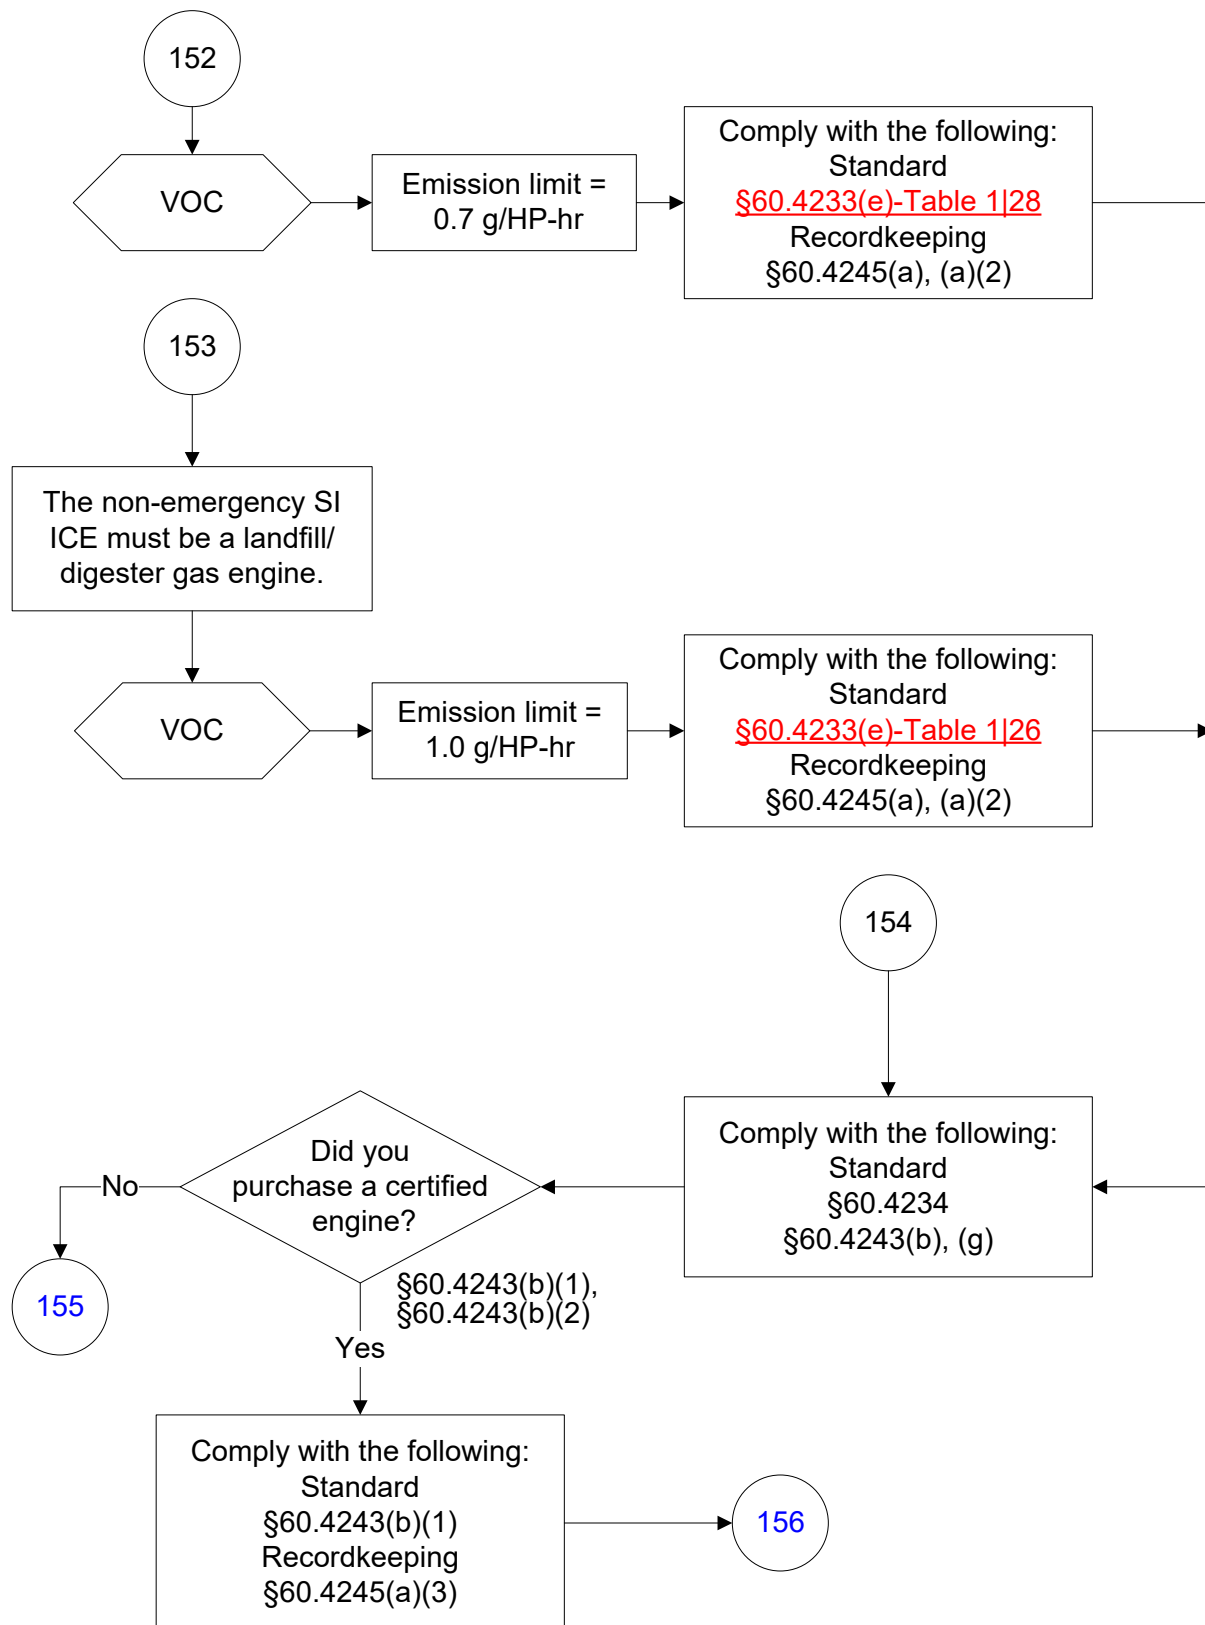 152
VOC
Emission limit =
0.7 g/HP-hr
Comply with the following:
Standard
§60.4233(e)-Table 1|28
Recordkeeping
§60.4245(a), (a)(2)
153
The non-emergency SI
ICE must be a landfill/
digester gas engine.
VOC
Emission limit =
1.0 g/HP-hr
Comply with the following:
Standard
§60.4233(e)-Table 1|26
Recordkeeping
§60.4245(a), (a)(2)
154
Comply with the following:
Standard
§60.4234
§60.4243(b), (g)
Did you
purchase a certified
engine?
No
155
§60.4243(b)(1),
§60.4243(b)(2)
Yes
Comply with the following:
Standard
§60.4243(b)(1)
Recordkeeping
§60.4245(a)(3)
156